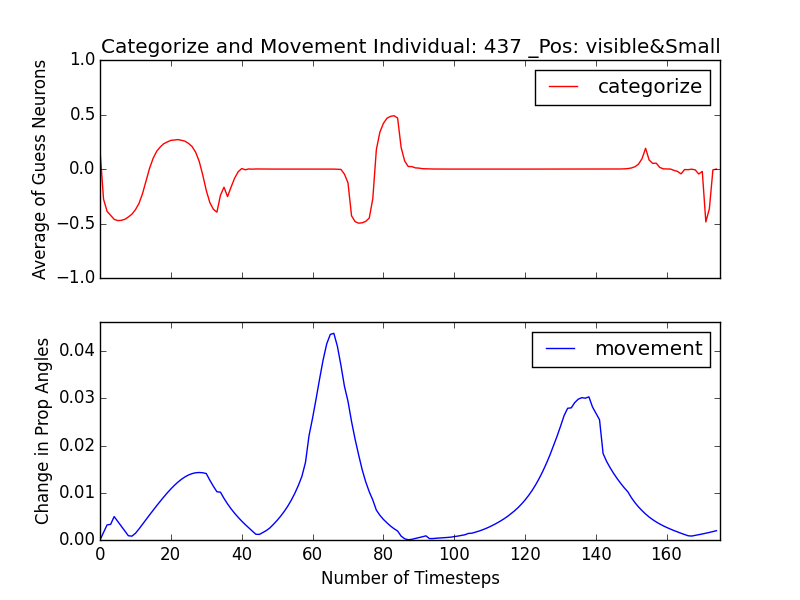 Categorize and Movement Individual: 437 _Pos: visible&Small
1.0
categorize
0.5
0.0
−0.5
−1.0
Average of Guess Neurons
movement
0.04
0.03
0.02
0.01
0.00
Change in Prop Angles
0 20 40 60 80 100 120 140 160
Number of Timesteps